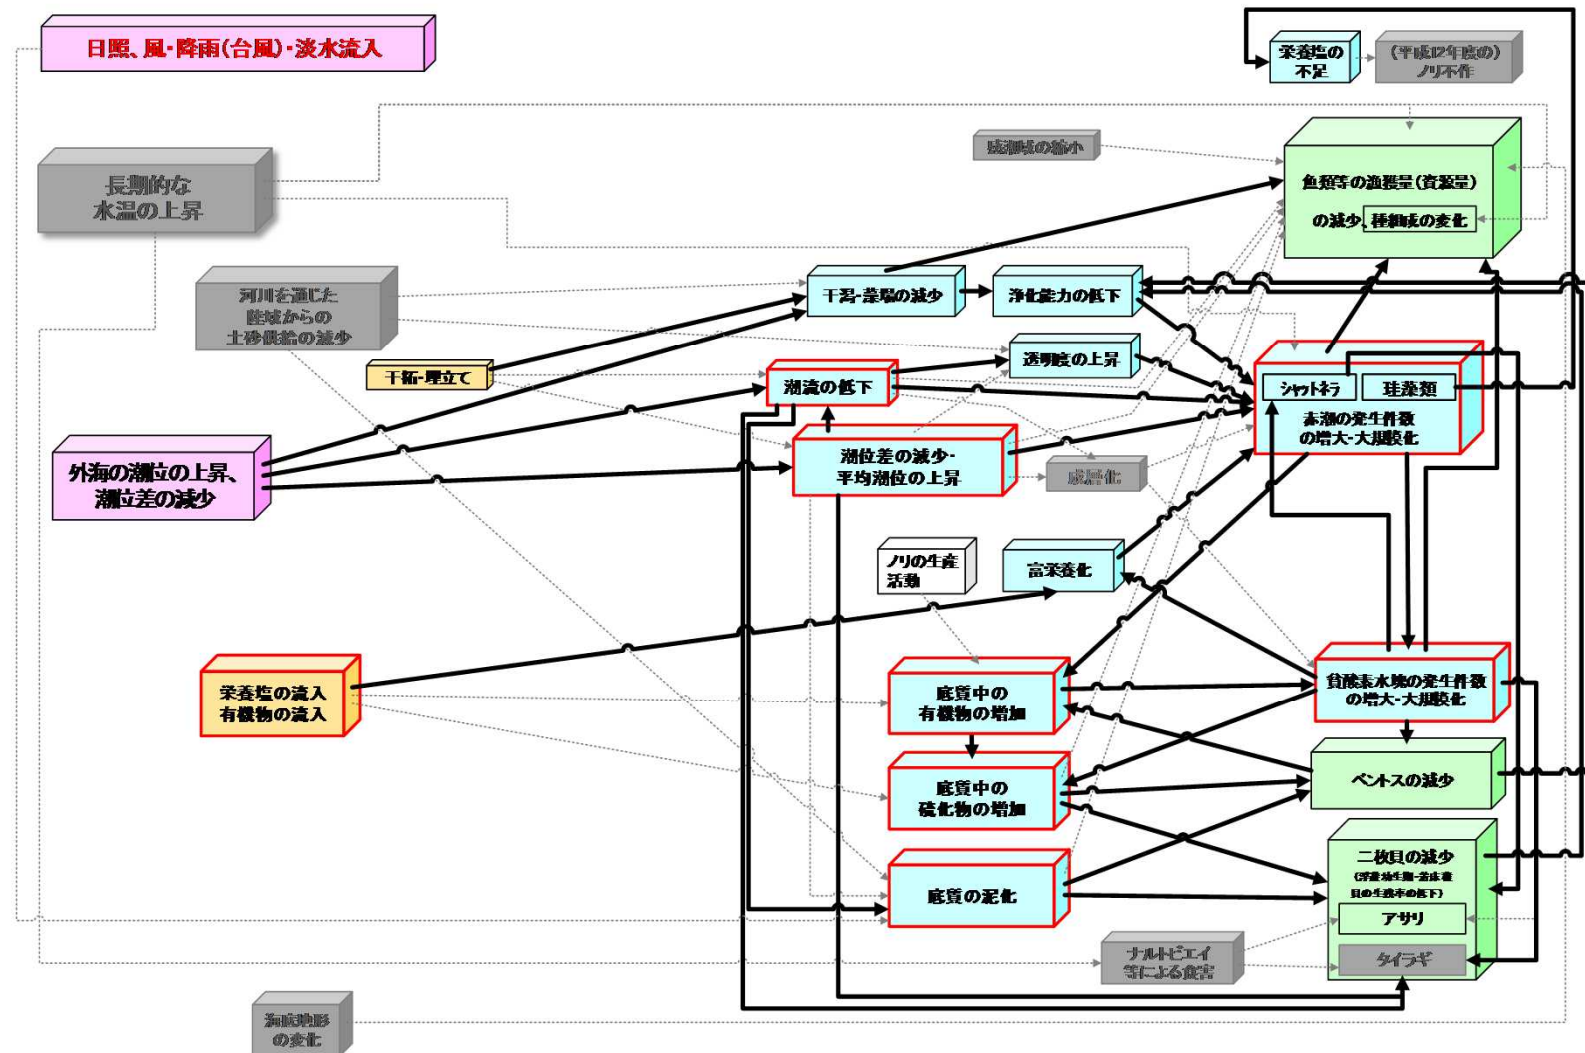 日照、風・降雨(台風)・淡水流入
栄養塩の
不足
(平成12年度の)
ノリ不作
長期的な
水温の上昇
魚類等の漁獲量(資源量)
の減少、種組成の変化
河川を通じた
陸域からの
土砂供給の減少
干潟・藻場の減少
浄化能力の低下
透明度の上昇
干拓・埋立て
潮流の低下
シャットネラ
珪藻類
赤潮の発生件数
の増大・大規模化
外海の潮位の上昇、
潮位差の減少
潮位差の減少・
平均潮位の上昇
成層化
ノリの生産
活動
富栄養化
栄養塩の流入
有機物の流入
底質中の
有機物の増加
貧酸素水塊の発生件数
の増大・大規模化
底質中の
硫化物の増加
ベントスの減少
底質の泥化
二枚貝の減少
アサリ
タイラギ
ナルトビエイ
等による食害
海底地形
の変化